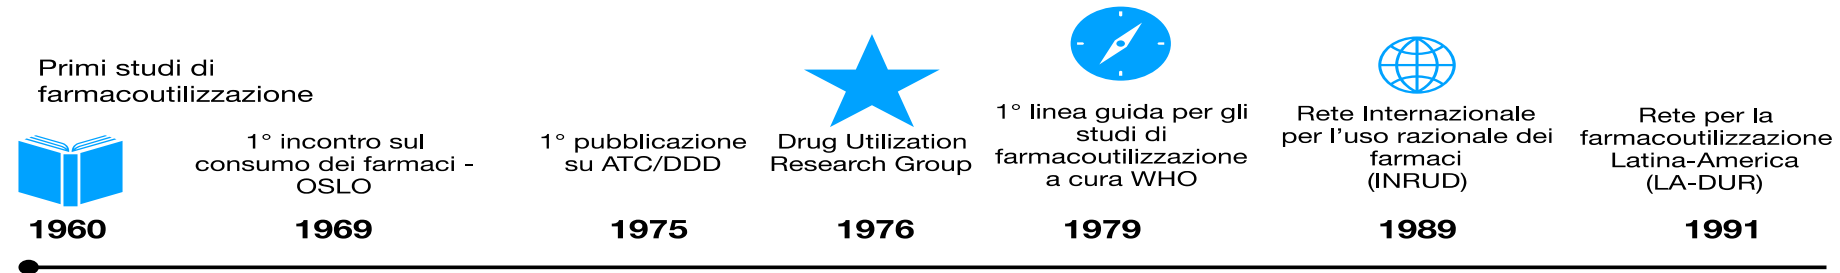 Primi studi di
farmacoutilizzazione
1960
1° incontro sul
consumo dei farmaci -
OSLO
1969
1° pubblicazione
su ATC/DDD
1975
Drug Utilization
Research Group
1976
1° linea guida per gli
studi di
farmacoutilizzazione
a cura WHO
1979
Rete Internazionale
per l’uso razionale dei
farmaci
(INRUD)
1989
Rete per la
farmacoutilizzazione
Latina-America
(LA-DUR)
1991